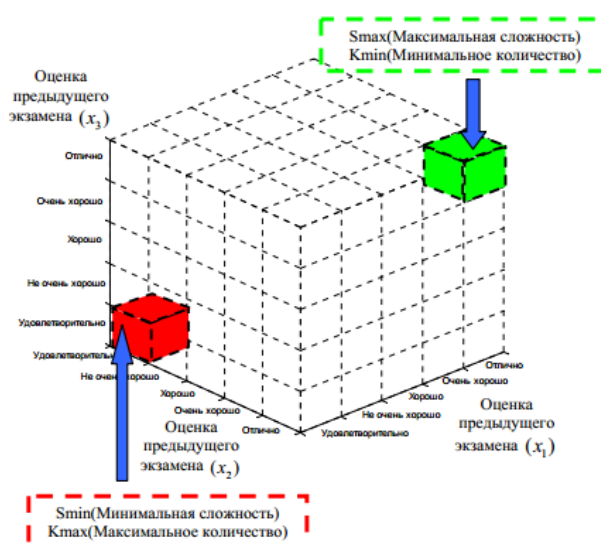 Smax(Максимальная сложность)
Kmin(Минимальное количество)
Оценка
предыдущего
экзамена (x₃)
Отлично
Очень хорошо
Хорошо
Не очень хорошо
Удовлетворительно
Удовлетворительно
Не очень хорошо
Хорошо
Очень хорошо
Отлично
Оценка
предыдущего
экзамена (x₂)
Отлично
Очень хорошо
Хорошо
Не очень хорошо
Удовлетворительно
Оценка
предыдущего
экзамена (x₁)
Smin(Минимальная сложность)
Kmax(Максимальное количество)